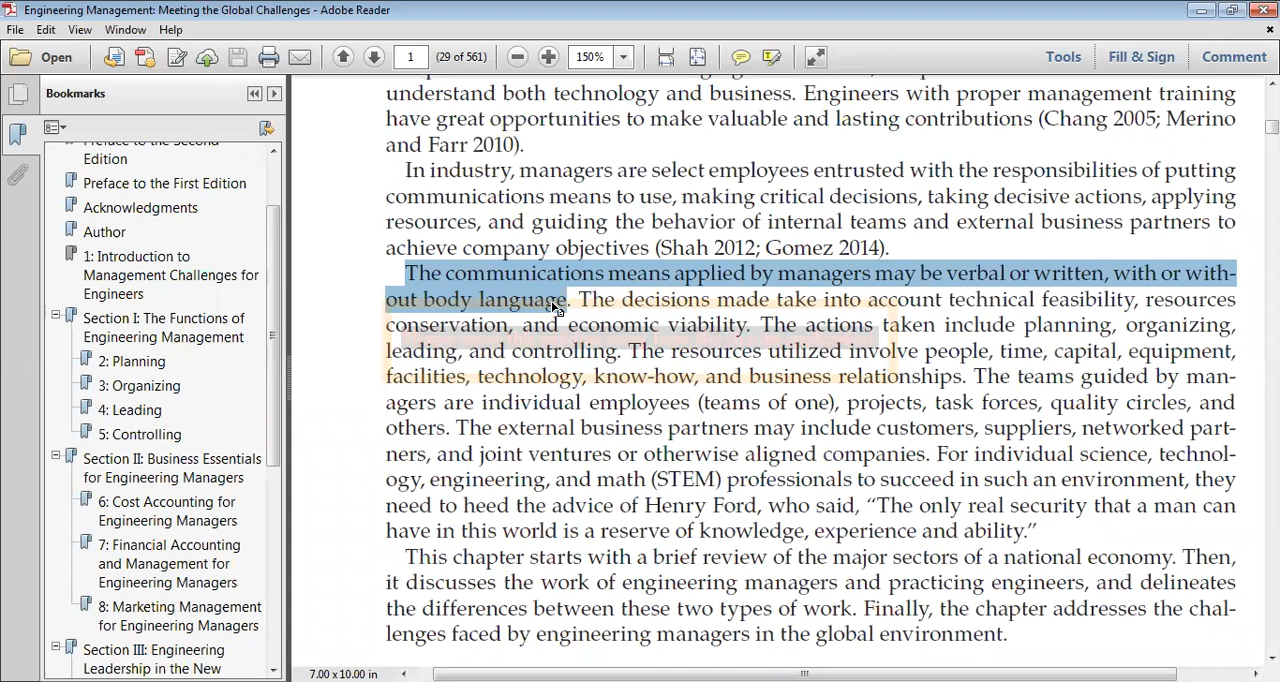 Engineering Management: Meeting the Global Challenges - Adobe Reader
File Edit View Window Help
Open 1 (29 of 561) 150% Tools Fill & Sign Comment
Bookmarks
Preface to the Second
Edition
Preface to the First Edition
Acknowledgments
Author
1: Introduction to
Management Challenges for
Engineers
Section I: The Functions of
Engineering Management
2: Planning
3: Organizing
4: Leading
5: Controlling
Section II: Business Essentials
for Engineering Managers
6: Cost Accounting for
Engineering Managers
7: Financial Accounting
and Management for
Engineering Managers
8: Marketing Management
for Engineering Managers
Section III: Engineering
Leadership in the New
understand both technology and business. Engineers with proper management training
have great opportunities to make valuable and lasting contributions (Chang 2005; Merino
and Farr 2010).
In industry, managers are select employees entrusted with the responsibilities of putting
communications means to use, making critical decisions, taking decisive actions, applying
resources, and guiding the behavior of internal teams and external business partners to
achieve company objectives (Shah 2012; Gomez 2014).
The communications means applied by managers may be verbal or written, with or with-
out body language. The decisions made take into account technical feasibility, resources
conservation, and economic viability. The actions taken include planning, organizing,
leading, and controlling. The resources utilized involve people, time, capital, equipment,
facilities, technology, know-how, and business relationships. The teams guided by man-
agers are individual employees (teams of one), projects, task forces, quality circles, and
others. The external business partners may include customers, suppliers, networked part-
ners, and joint ventures or otherwise aligned companies. For individual science, technol-
ogy, engineering, and math (STEM) professionals to succeed in such an environment, they
need to heed the advice of Henry Ford, who said, “The only real security that a man can
have in this world is a reserve of knowledge, experience and ability.”
This chapter starts with a brief review of the major sectors of a national economy. Then,
it discusses the work of engineering managers and practicing engineers, and delineates
the differences between these two types of work. Finally, the chapter addresses the chal-
lenges faced by engineering managers in the global environment.
7.00 x 10.00 in